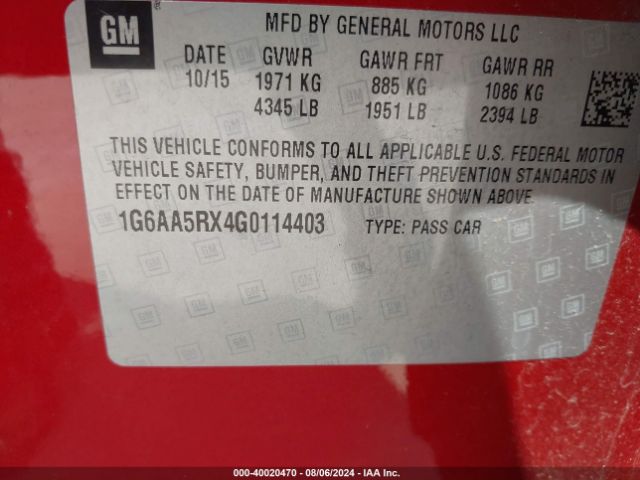 GM
MFD BY GENERAL MOTORS LLC
DATE GVWR GAWR FRT GAWR RR
10/15 1971 KG 885 KG 1086 KG
4345 LB 1951 LB 2394 LB
THIS VEHICLE CONFORMS TO ALL APPLICABLE U.S. FEDERAL MOTOR
VEHICLE SAFETY, BUMPER, AND THEFT PREVENTION STANDARDS IN
EFFECT ON THE DATE OF MANUFACTURE SHOWN ABOVE.
1G6AA5RX4G0114403 TYPE: PASS CAR
000-40020470 - 08/06/2024 - IAA Inc.